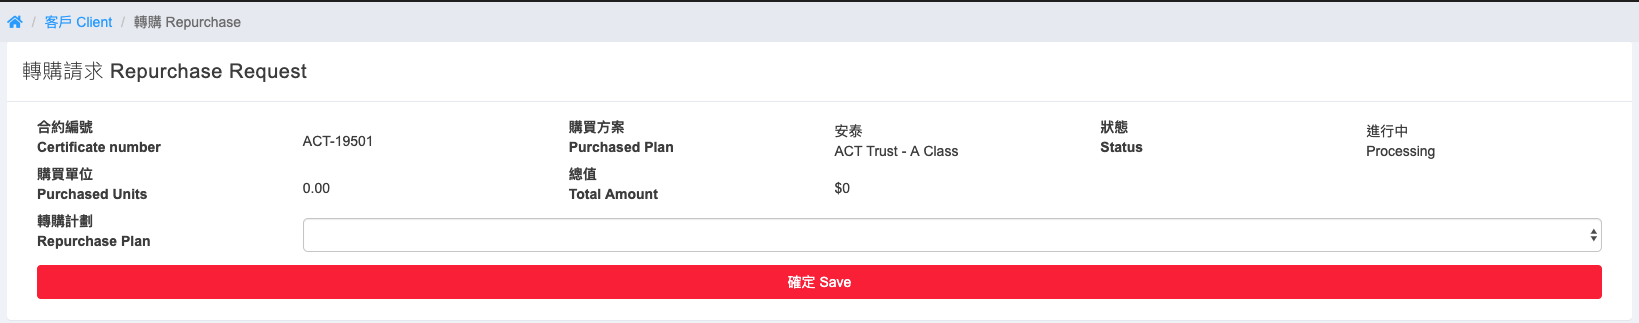 / 客戶 Client / 轉購 Repurchase
轉購請求 Repurchase Request
合約編號
Certificate number
ACT-19501
購買方案
Purchased Plan
安泰
ACT Trust - A Class
狀態
Status
進行中
Processing
購買單位
Purchased Units
0.00
總值
Total Amount
$0
轉購計劃
Repurchase Plan
確定 Save